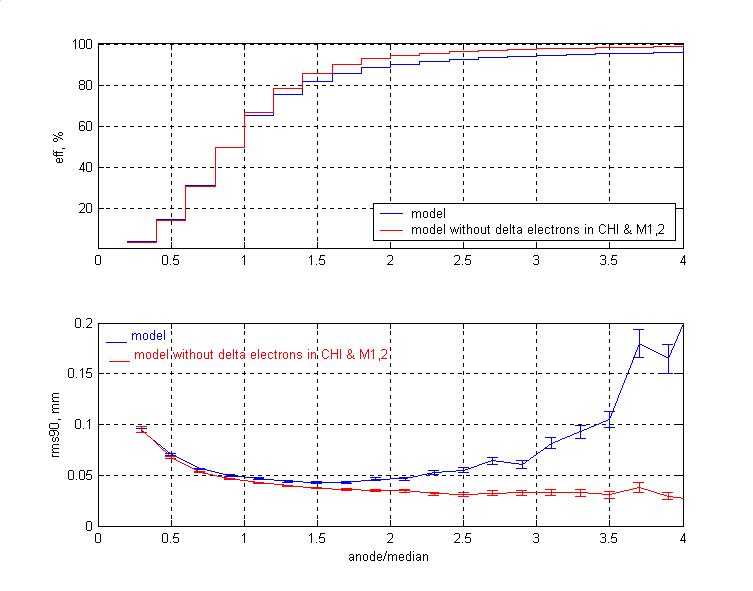 100
80
60
40
20
eff, %
model
model without delta electrons in CHI & M1,2
0 0.5 1 1.5 2 2.5 3 3.5 4
0.2
0.15
0.1
0.05
0
rms90, mm
model
model without delta electrons in CHI & M1,2
0 0.5 1 1.5 2 2.5 3 3.5 4
anode/median